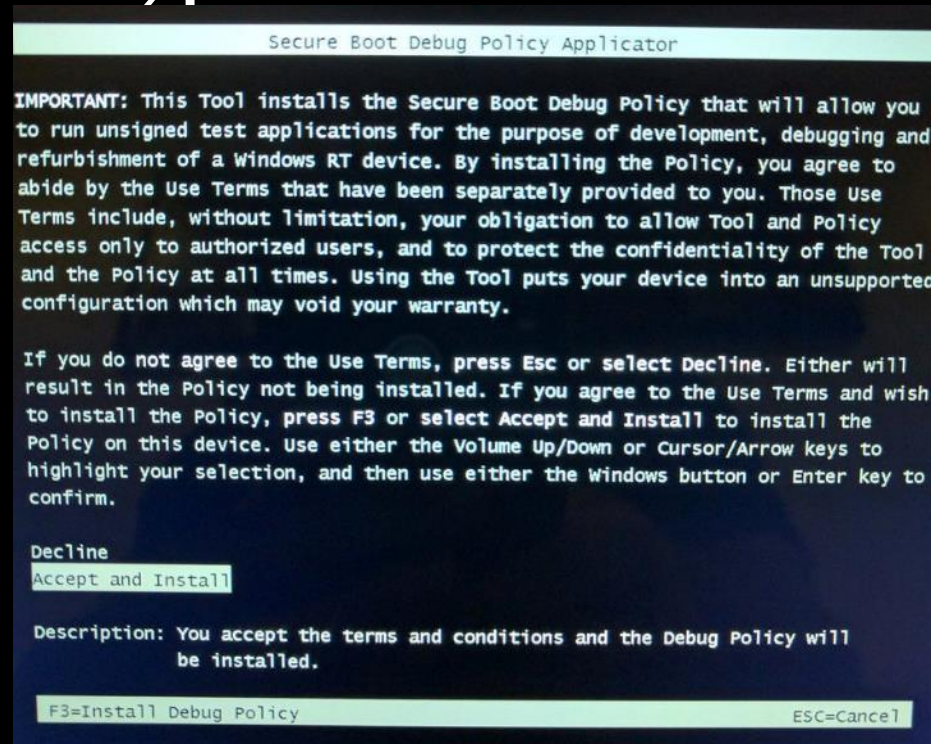 Secure Boot Debug Policy Applicator
IMPORTANT: This Tool installs the Secure Boot Debug Policy that will allow you
to run unsigned test applications for the purpose of development, debugging and
refurbishment of a Windows RT device. By installing the Policy, you agree to
abide by the Use Terms that have been separately provided to you. Those Use
Terms include, without limitation, your obligation to allow Tool and Policy
access only to authorized users, and to protect the confidentiality of the Tool
and the Policy at all times. Using the Tool puts your device into an unsupported
configuration which may void your warranty.
If you do not agree to the Use Terms, press Esc or select Decline. Either will
result in the Policy not being installed. If you agree to the Use Terms and wish
to install the Policy, press F3 or select Accept and Install to install the
Policy on this device. Use either the Volume Up/Down or Cursor/Arrow keys to
highlight your selection, and then use either the Windows button or Enter key to
confirm.
Decline
Accept and Install
Description: You accept the terms and conditions and the Debug Policy will
be installed.
F3=Install Debug Policy ESC=Cancel